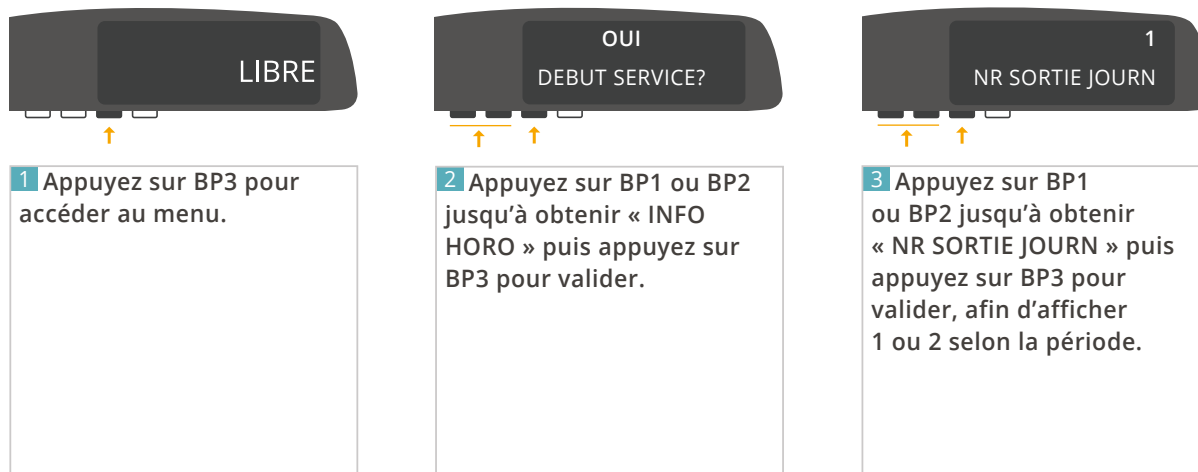 LIBRE
1 Appuyez sur BP3 pour
accéder au menu.
OUI
DEBUT SERVICE?
2 Appuyez sur BP1 ou BP2
jusqu’à obtenir « INFO
HORO » puis appuyez sur
BP3 pour valider.
1
NR SORTIE JOURN
3 Appuyez sur BP1
ou BP2 jusqu’à obtenir
« NR SORTIE JOURN » puis
appuyez sur BP3 pour
valider, afin d’afficher
1 ou 2 selon la période.